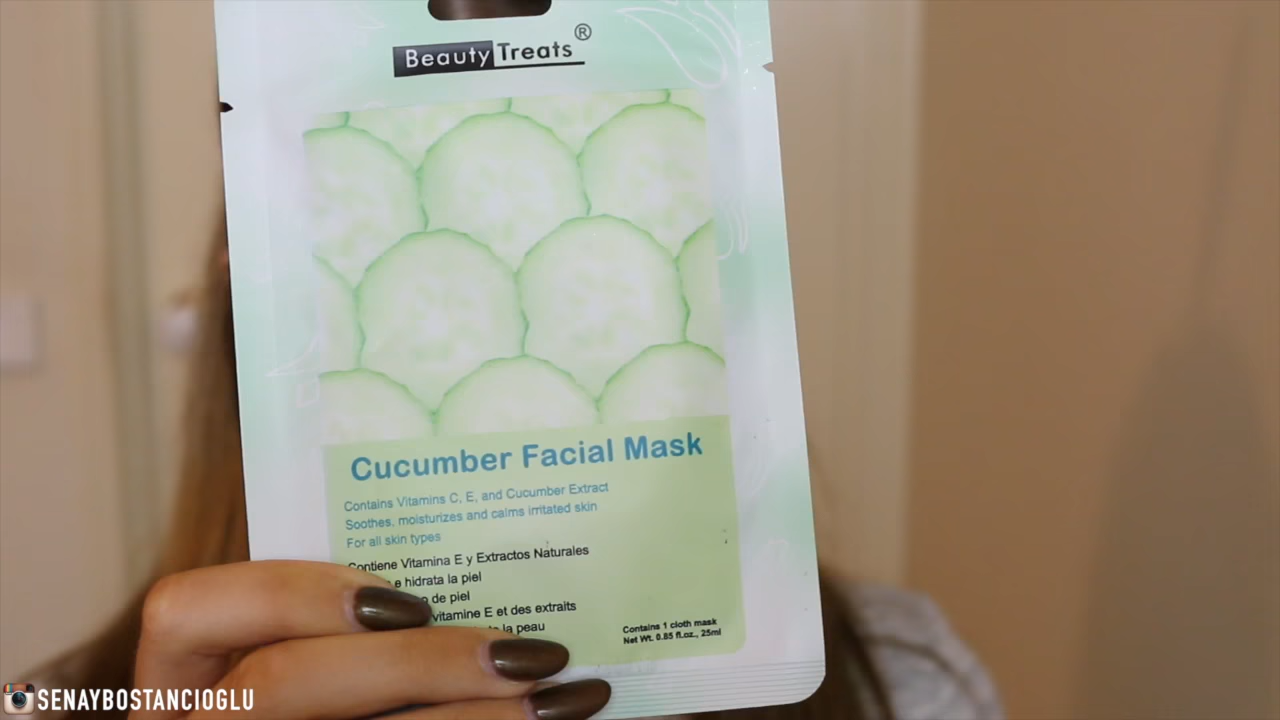 Beauty Treats®
Cucumber Facial Mask
Contains Vitamins C, E, and Cucumber Extract
Soothes, moisturizes and calms irritated skin
For all skin types
Contiene Vitamina E y Extractos Naturales
e hidrata la piel
de piel
vitamine E et des extraits
la peau
Contains 1 cloth mask
Net Wt. 0.85 fl.oz., 25ml
SENAYBOSTANCIOGLU